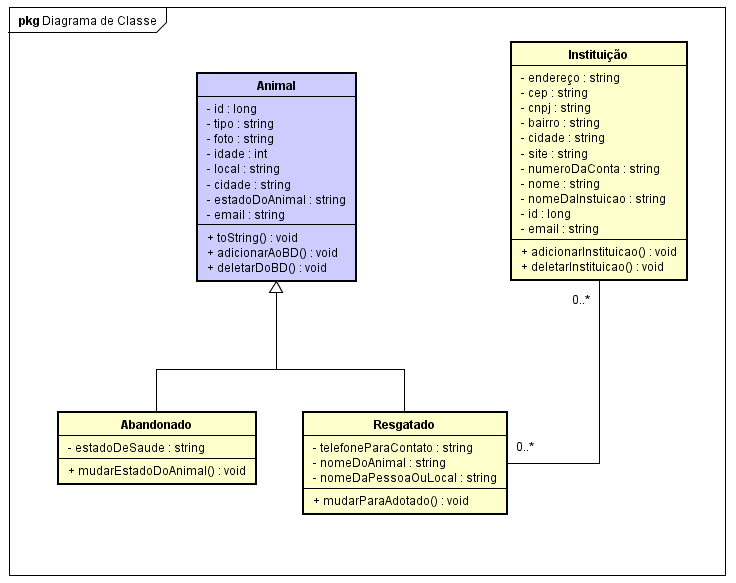 pkg Diagrama de Classe
Animal
- id : long
- tipo : string
- foto : string
- idade : int
- local : string
- cidade : string
- estadoDoAnimal : string
- email : string
+ toString() : void
+ adicionarAoBD() : void
+ deletarDoBD() : void
Instituição
- endereço : string
- cep : string
- cnpj : string
- bairro : string
- cidade : string
- site : string
- numeroDaConta : string
- nome : string
- nomeDaInstuicao : string
- id : long
- email : string
+ adicionarInstituicao() : void
+ deletarInstituicao() : void
0..*
Abandonado
- estadoDeSaude : string
+ mudarEstadoDoAnimal() : void
Resgatado
- telefoneParaContato : string
- nomeDoAnimal : string
- nomeDaPessoaOuLocal : string
+ mudarParaAdotado() : void
0..*